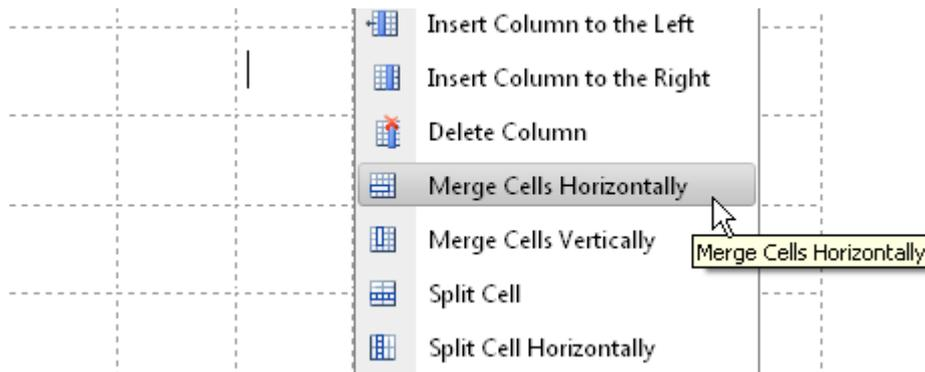 Insert Column to the Left
Insert Column to the Right
Delete Column
Merge Cells Horizontally
Merge Cells Vertically
Merge Cells Horizontally
Split Cell
Split Cell Horizontally